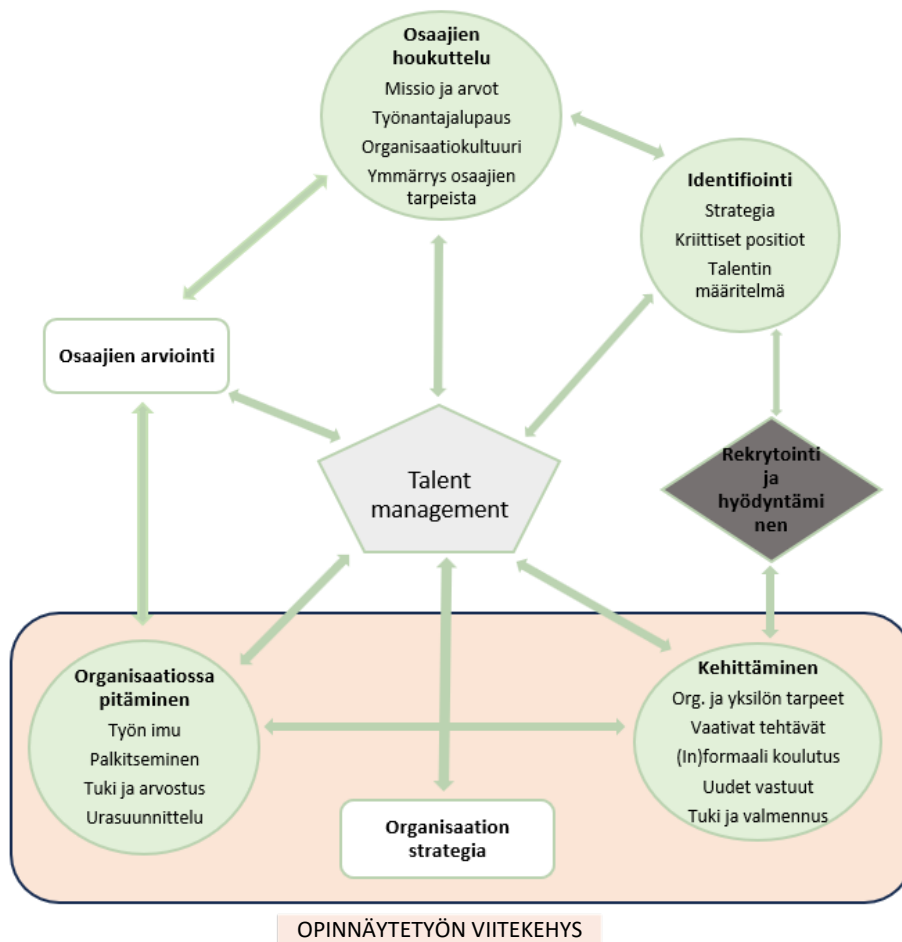 Osaajien
houkuttelu
Missio ja arvot
Työnantajalupaus
Organisaatiokulttuuri
Ymmärrys osaajien
tarpeista
Identifiointi
Strategia
Kriittiset positiot
Talentin
määritelmä
Osaajien arviointi
Talent
management
Rekrytointi
ja
hyödyntämi
nen
Organisaatiossa
pitäminen
Työn imu
Palkitseminen
Tuki ja arvostus
Urasuunnittelu
Organisaation
strategia
Kehittäminen
Org. ja yksilön tarpeet
Vaativat tehtävät
(In)formaali koulutus
Uudet vastuut
Tuki ja valmennus
OPINNÄYTETYÖN VIITEKEHYS